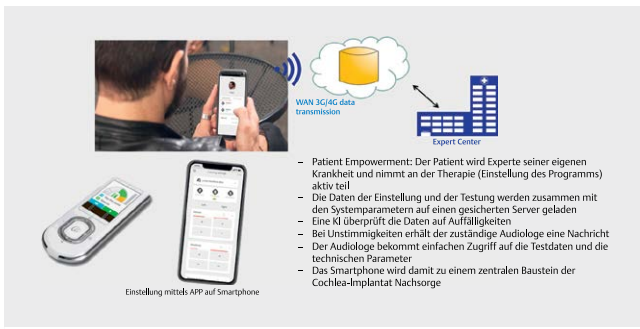 WAN 3G/4G data
transmission
Expert Center
– Patient Empowerment: Der Patient wird Experte seiner eigenen
Krankheit und nimmt an der Therapie (Einstellung des Programms)
aktiv teil
– Die Daten der Einstellung und der Testung werden zusammen mit
den Systemparametern auf einen gesicherten Server geladen
– Eine KI überprüft die Daten auf Auffälligkeiten
– Bei Unstimmigkeiten erhält der zuständige Audiologe eine Nachricht
– Der Audiologe bekommt einfachen Zugriff auf die Testdaten und die
technischen Parameter
– Das Smartphone wird damit zu einem zentralen Baustein der
Cochlea-Implantat Nachsorge
Einstellung mittels APP auf Smartphone